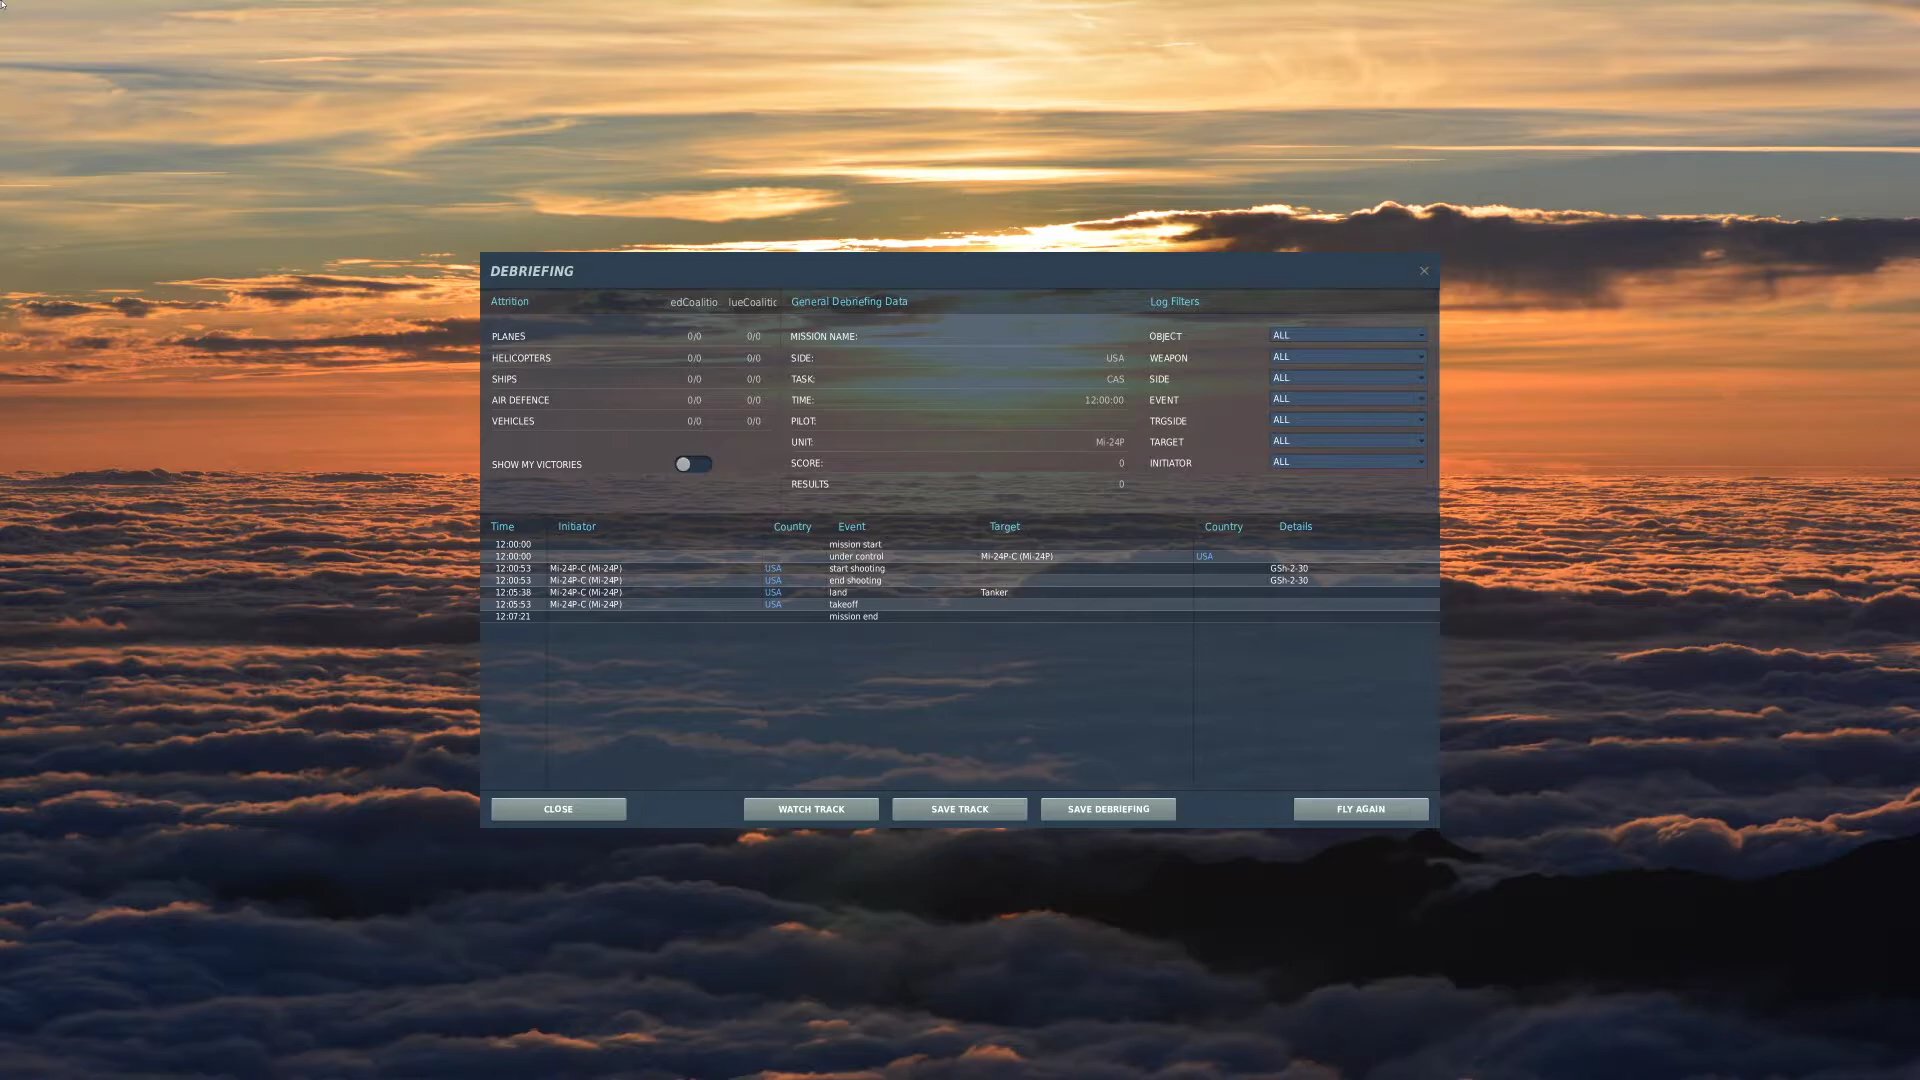 DEBRIEFING
Attrition edCoalitio lueCoalitic General Debriefing Data Log Filters
PLANES 0/0 0/0 MISSION NAME: OBJECT ALL
HELICOPTERS 0/0 0/0 SIDE: USA WEAPON ALL
SHIPS 0/0 0/0 TASK: CAS SIDE ALL
AIR DEFENCE 0/0 0/0 TIME: 12:00:00 EVENT ALL
VEHICLES 0/0 0/0 PILOT: TRGSIDE ALL
UNIT: Mi-24P TARGET ALL
SHOW MY VICTORIES SCORE: 0 INITIATOR ALL
RESULTS 0
Time Initiator Country Event Target Country Details
12:00:00 mission start
12:00:00 under control Mi-24P-C (Mi-24P) USA
12:00:53 Mi-24P-C (Mi-24P) USA start shooting GSh-2-30
12:00:53 Mi-24P-C (Mi-24P) USA end shooting GSh-2-30
12:05:38 Mi-24P-C (Mi-24P) USA land Tanker
12:05:53 Mi-24P-C (Mi-24P) USA takeoff
12:07:21 mission end
CLOSE WATCH TRACK SAVE TRACK SAVE DEBRIEFING FLY AGAIN